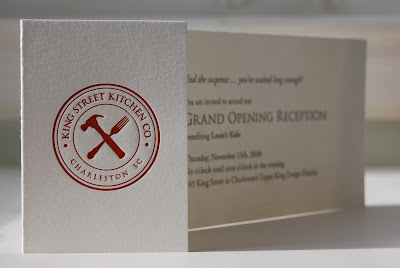 KING STREET KITCHEN CO
CHARLESTON SC
end the suspense ... you've waited long enough!
you are invited to attend our
GRAND OPENING RECEPTION
benefiting Louie's Kids
Thursday, November 13th, 2008
o'clock until nine o'clock in the evening
King Street in Charleston's Upper King Design District